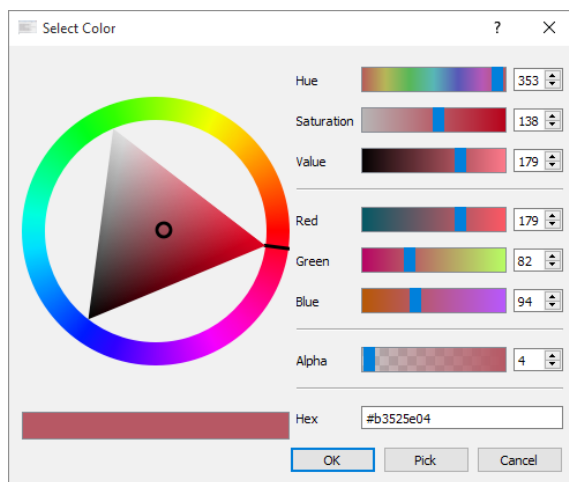 Select Color ? ×
Hue 353
Saturation 138
Value 179
Red 179
Green 82
Blue 94
Alpha 4
Hex #b3525e04
OK Pick Cancel